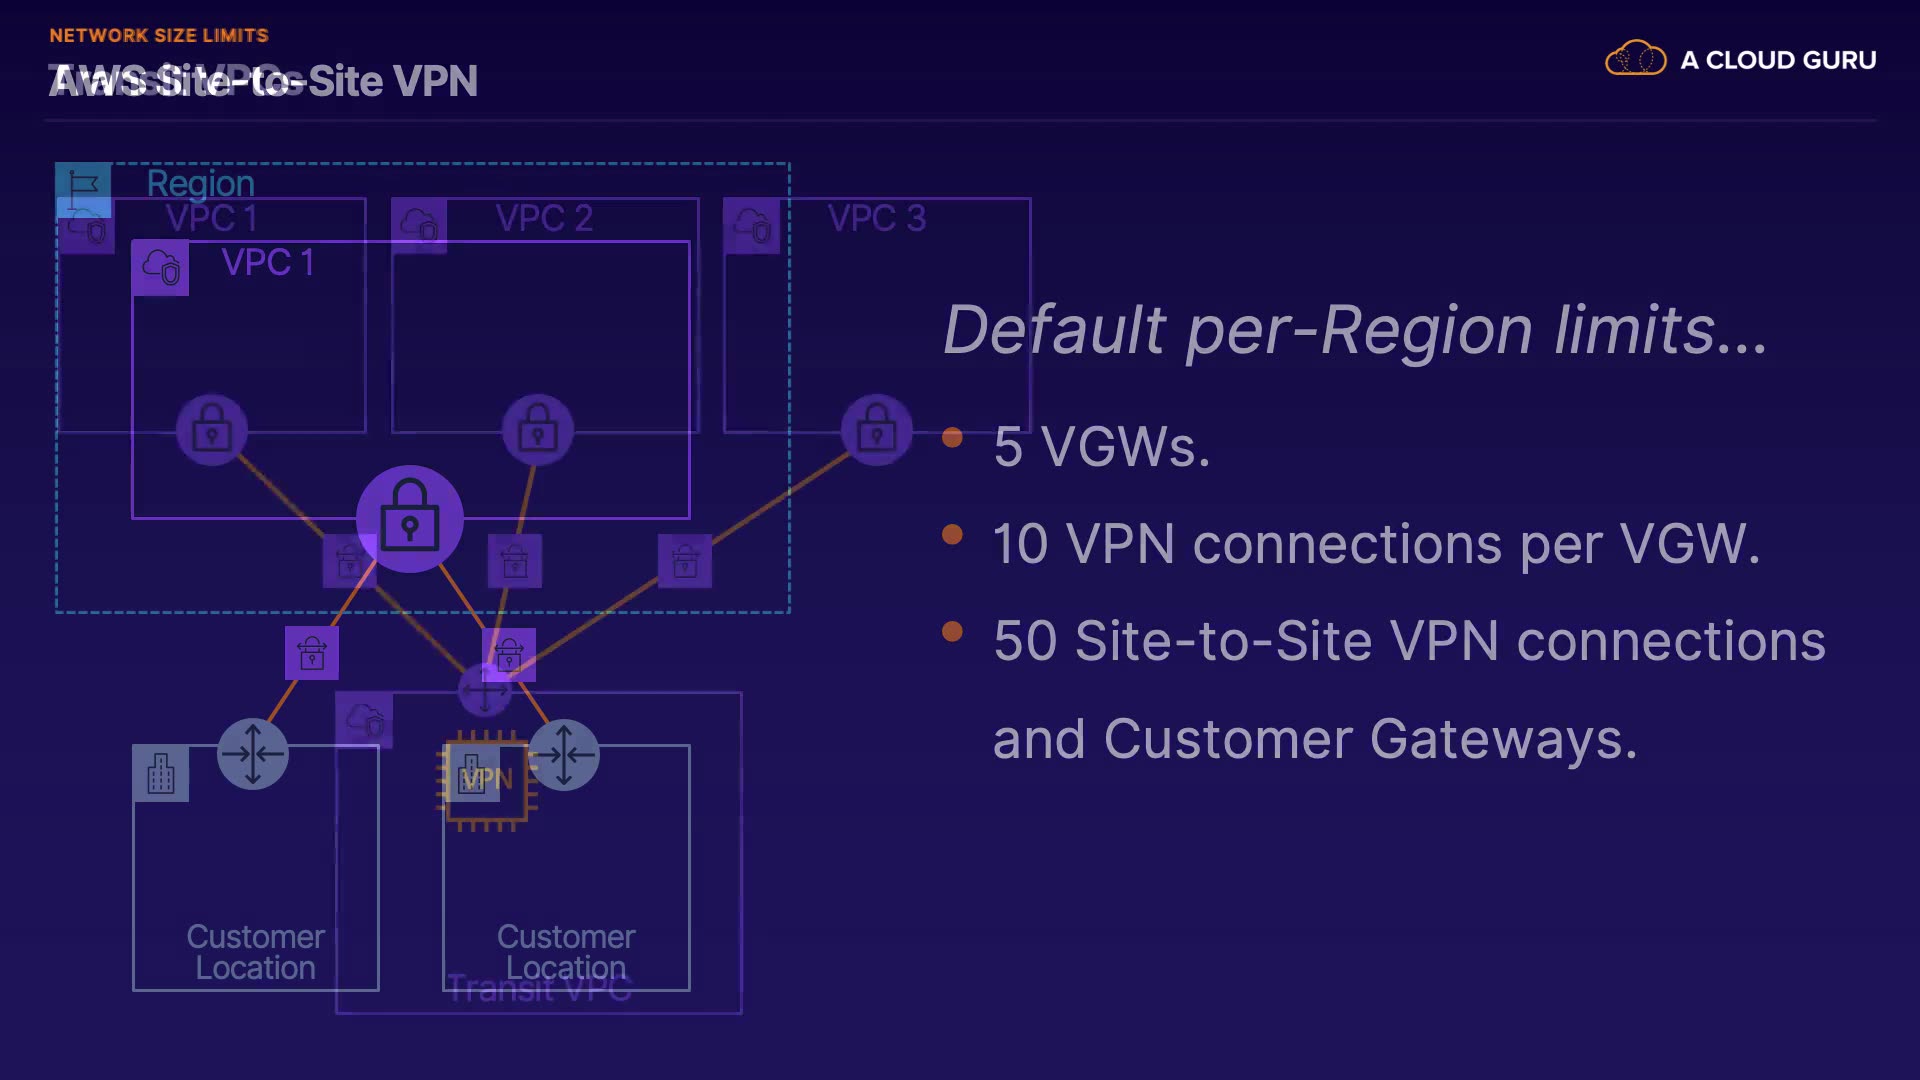 NETWORK SIZE LIMITS
AWS Site-to-Site VPN
Transit VPCs
A CLOUD GURU
Region
VPC 1
VPC 2
VPC 3
VPC 1
Default per-Region limits...
5 VGWs.
10 VPN connections per VGW.
50 Site-to-Site VPN connections
and Customer Gateways.
VPN
Customer
Location
Customer
Location
Transit VPC